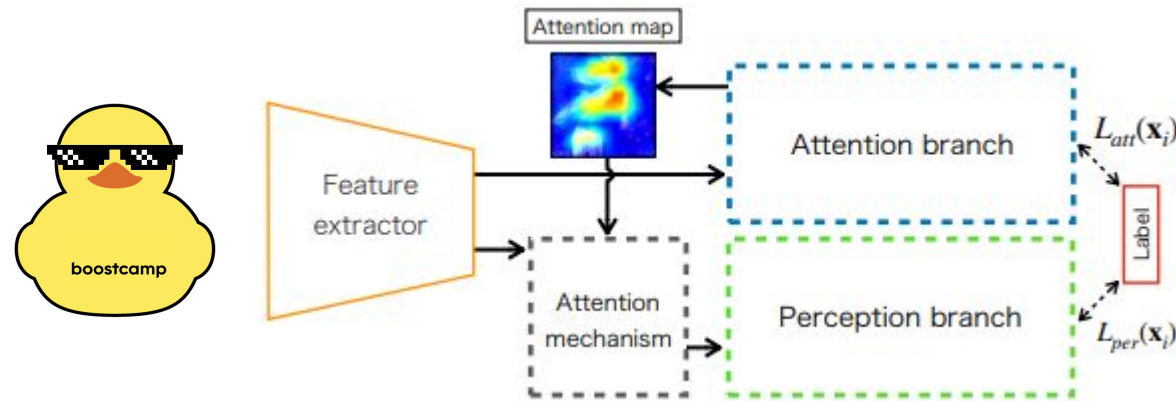 Attention map
Attention branch
L_att(x_i)
Feature
extractor
Label
boostcamp
Attention
mechanism
Perception branch
L_per(x_i)